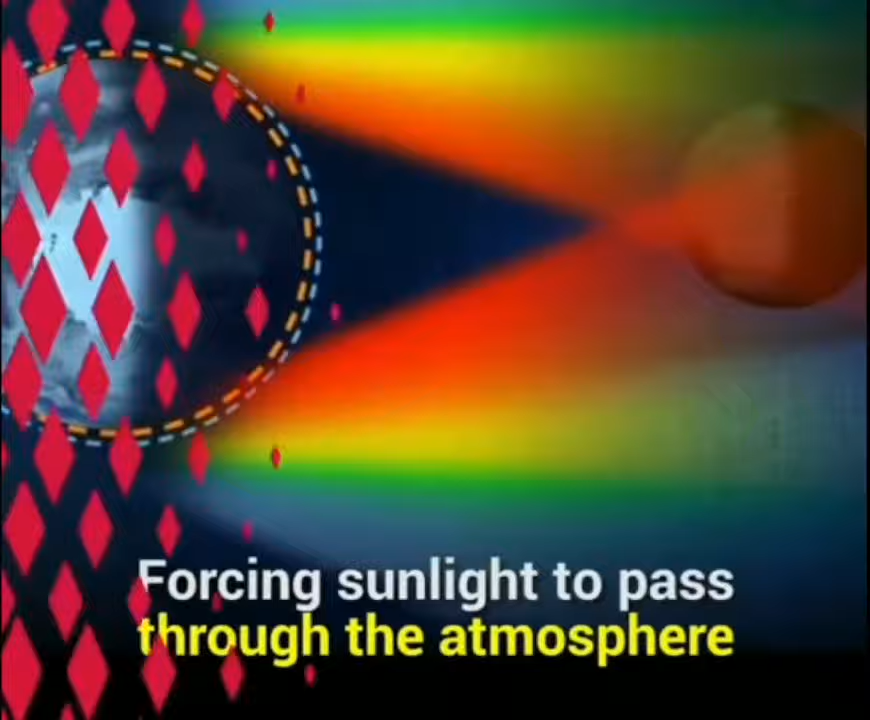 Forcing sunlight to pass
through the atmosphere